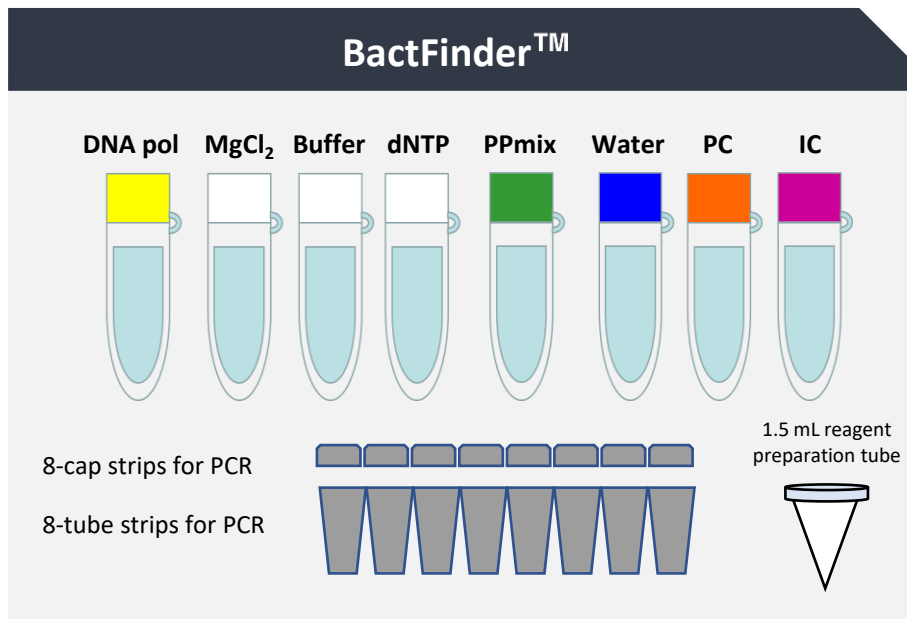 BactFinder™
DNA pol MgCl₂ Buffer dNTP PPmix Water PC IC
1.5 mL reagent
preparation tube
8-cap strips for PCR
8-tube strips for PCR